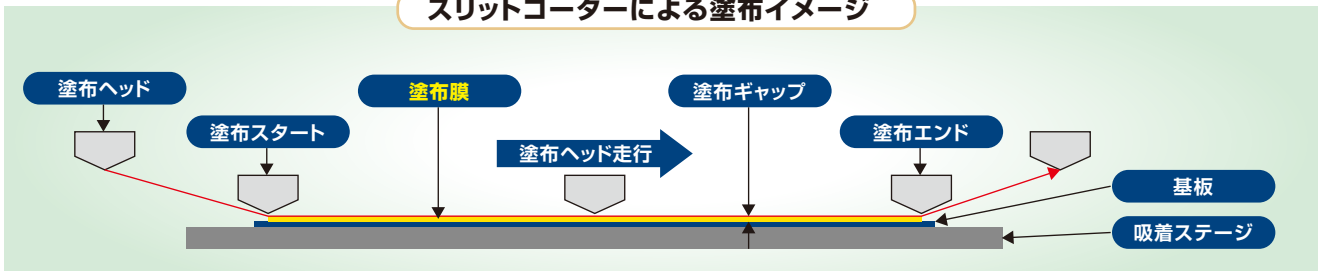 スリットコーターによる塗布イメージ
塗布ヘッド
塗布膜
塗布ギャップ
塗布スタート
塗布エンド
塗布ヘッド走行
基板
吸着ステージ